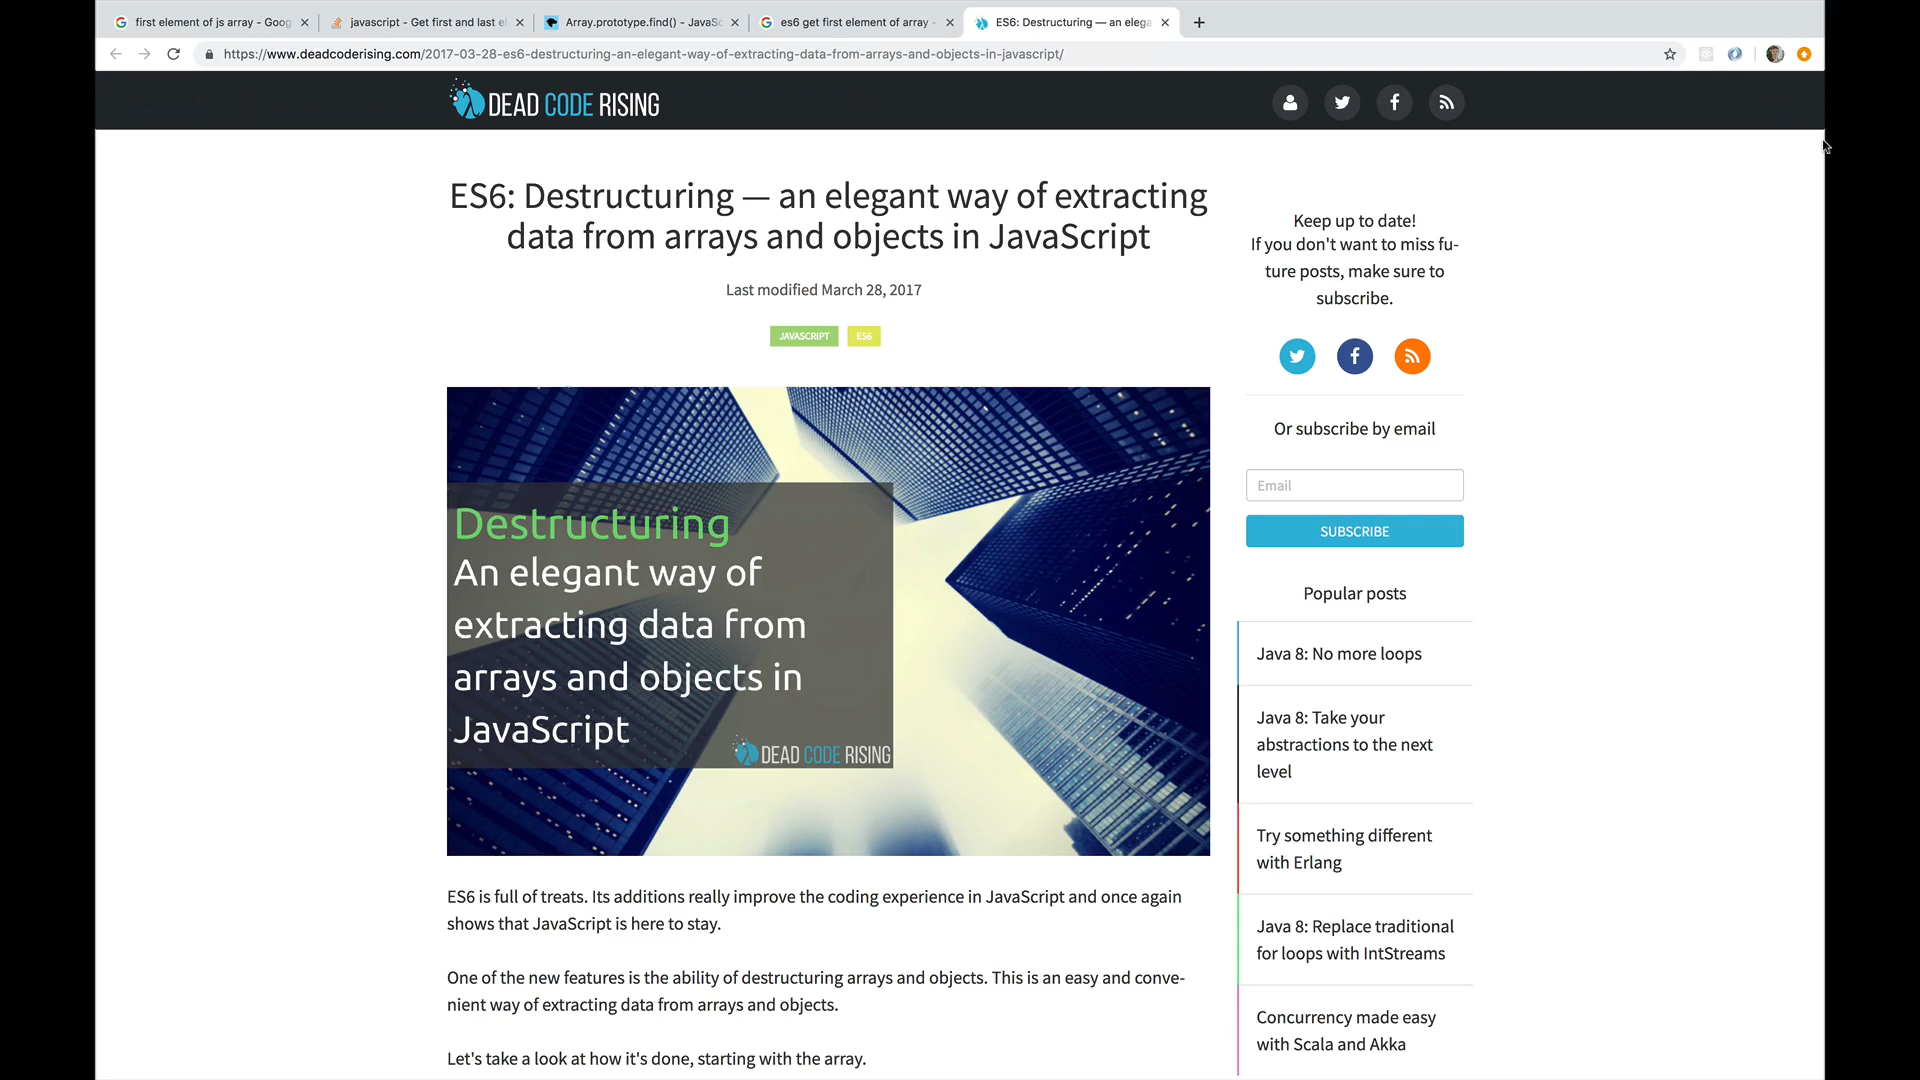 first element of js array - Goog
javascript - Get first and last el
Array.prototype.find() - JavaSc
es6 get first element of array -
ES6: Destructuring — an elega
https://www.deadcoderising.com/2017-03-28-es6-destructuring-an-elegant-way-of-extracting-data-from-arrays-and-objects-in-javascript/
DEAD CODE RISING
ES6: Destructuring — an elegant way of extracting
data from arrays and objects in JavaScript
Last modified March 28, 2017
JAVASCRIPT ES6
Destructuring
An elegant way of
extracting data from
arrays and objects in
JavaScript
DEAD CODE RISING
ES6 is full of treats. Its additions really improve the coding experience in JavaScript and once again
shows that JavaScript is here to stay.
One of the new features is the ability of destructuring arrays and objects. This is an easy and conve-
nient way of extracting data from arrays and objects.
Let's take a look at how it's done, starting with the array.
Keep up to date!
If you don't want to miss fu-
ture posts, make sure to
subscribe.
Or subscribe by email
Email
SUBSCRIBE
Popular posts
Java 8: No more loops
Java 8: Take your
abstractions to the next
level
Try something different
with Erlang
Java 8: Replace traditional
for loops with IntStreams
Concurrency made easy
with Scala and Akka